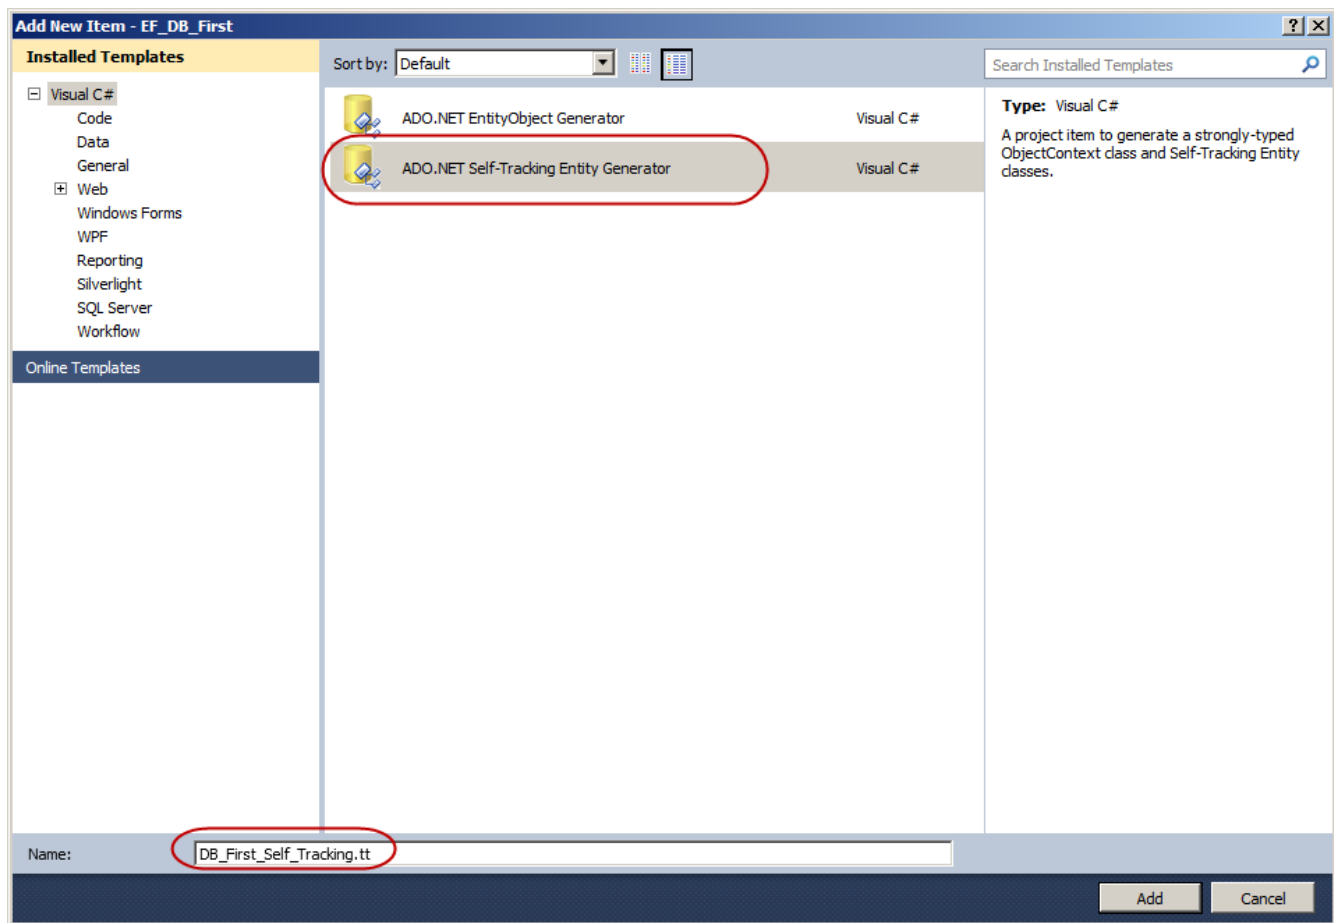 Add New Item - EF_DB_First
Installed Templates
Visual C#
Code
Data
General
Web
Windows Forms
WPF
Reporting
Silverlight
SQL Server
Workflow
Online Templates
Sort by: Default
ADO.NET EntityObject Generator Visual C#
ADO.NET Self-Tracking Entity Generator Visual C#
Search Installed Templates
Type: Visual C#
A project item to generate a strongly-typed
ObjectContext class and Self-Tracking Entity
classes.
Name: DB_First_Self_Tracking.tt
Add Cancel